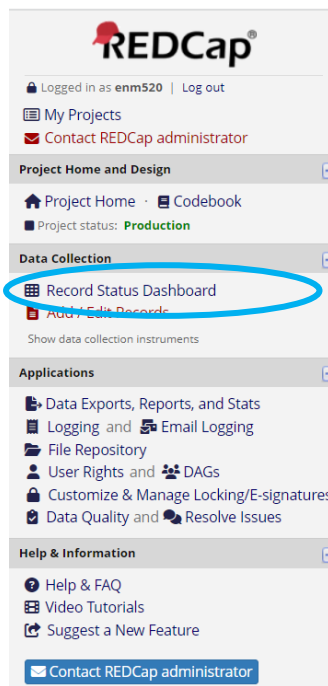 REDCap®
Logged in as enm520 | Log out
My Projects
Contact REDCap administrator
Project Home and Design
Project Home · Codebook
Project status: Production
Data Collection
Record Status Dashboard
Add / Edit Records
Show data collection instruments
Applications
Data Exports, Reports, and Stats
Logging and Email Logging
File Repository
User Rights and DAGs
Customize & Manage Locking/E-signatures
Data Quality and Resolve Issues
Help & Information
Help & FAQ
Video Tutorials
Suggest a New Feature
Contact REDCap administrator